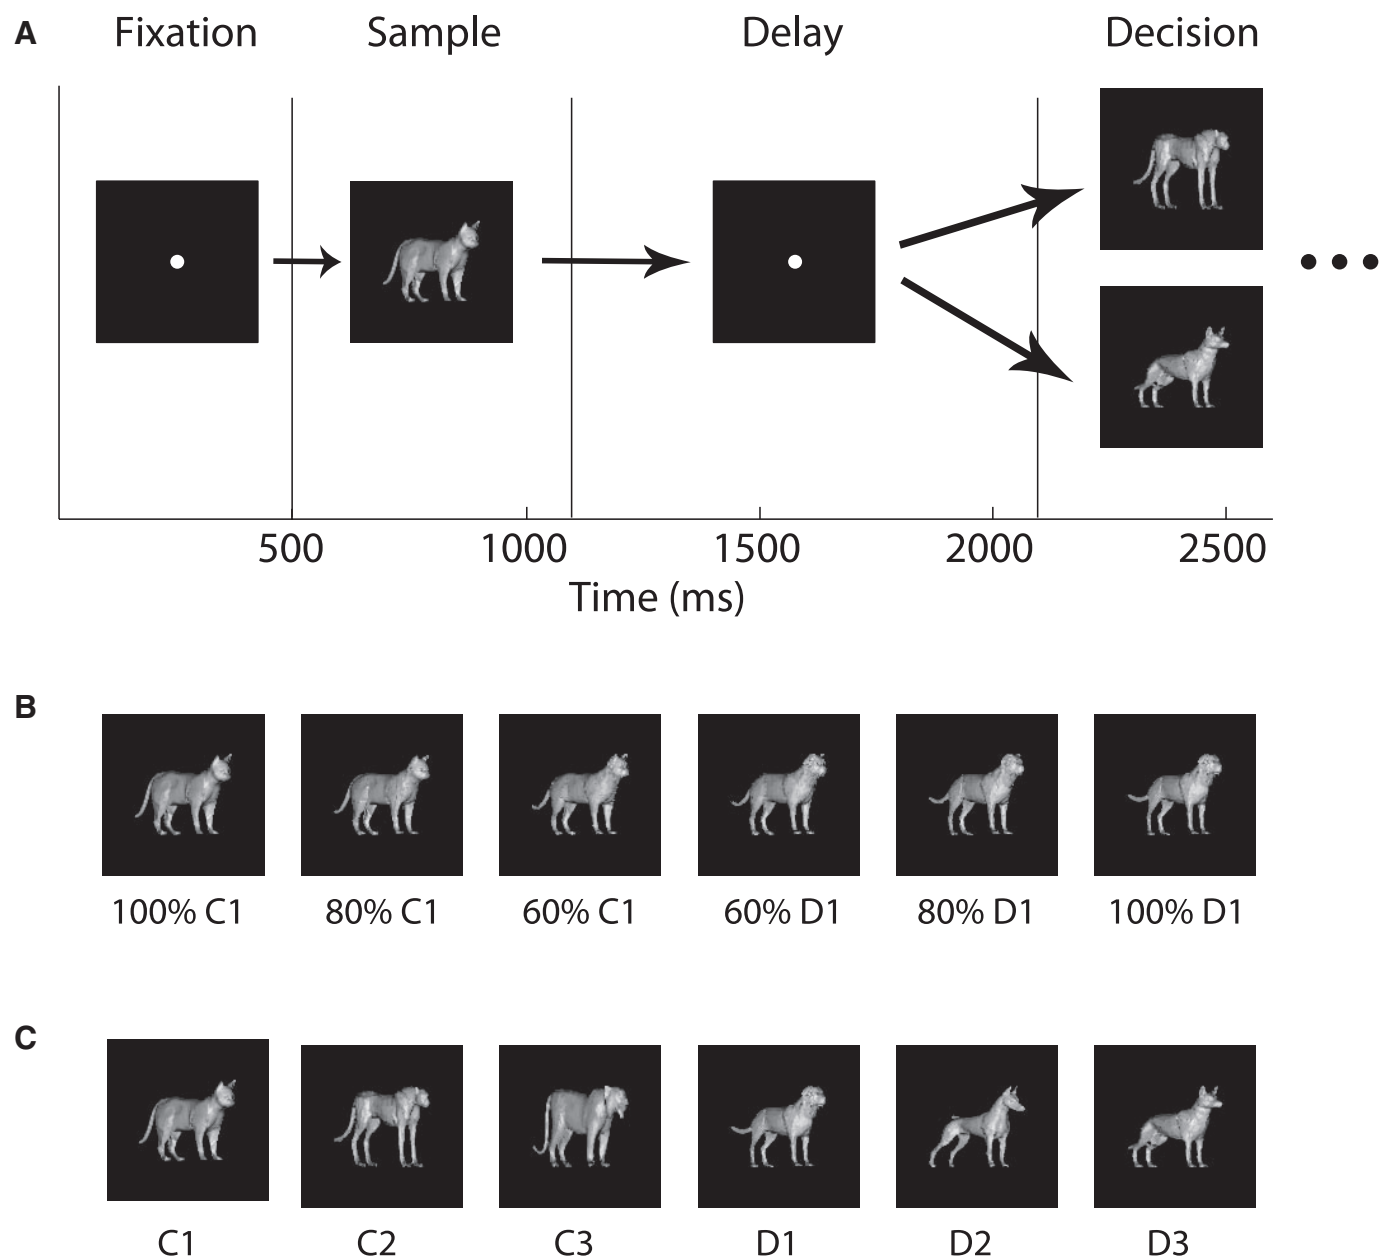 A
Fixation Sample Delay Decision
500 1000 1500 2000 2500
Time (ms)
B
100% C1 80% C1 60% C1 60% D1 80% D1 100% D1
C
C1 C2 C3 D1 D2 D3